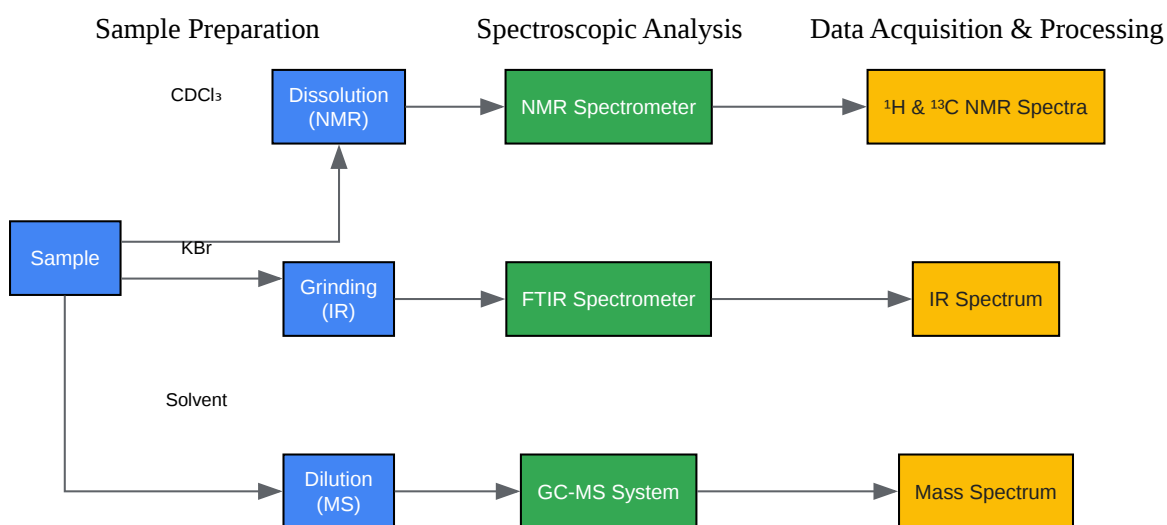 Sample Preparation
Spectroscopic Analysis
Data Acquisition & Processing
CDCl₃
Dissolution
(NMR)
NMR Spectrometer
¹H & ¹³C NMR Spectra
Sample
KBr
Grinding
(IR)
FTIR Spectrometer
IR Spectrum
Solvent
Dilution
(MS)
GC-MS System
Mass Spectrum